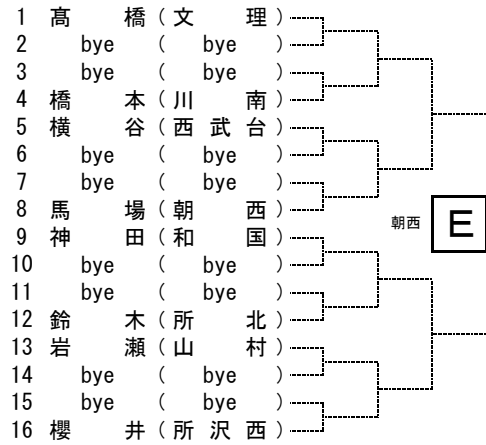 1 髙橋(文理)
2 bye(bye)
3 bye(bye)
4 橋本(川南)
5 横谷(西武台)
6 bye(bye)
7 bye(bye)
8 馬場(朝西)
朝西 E
9 神田(和国)
10 bye(bye)
11 bye(bye)
12 鈴木(所北)
13 岩瀬(山村)
14 bye(bye)
15 bye(bye)
16 櫻井(所沢西)